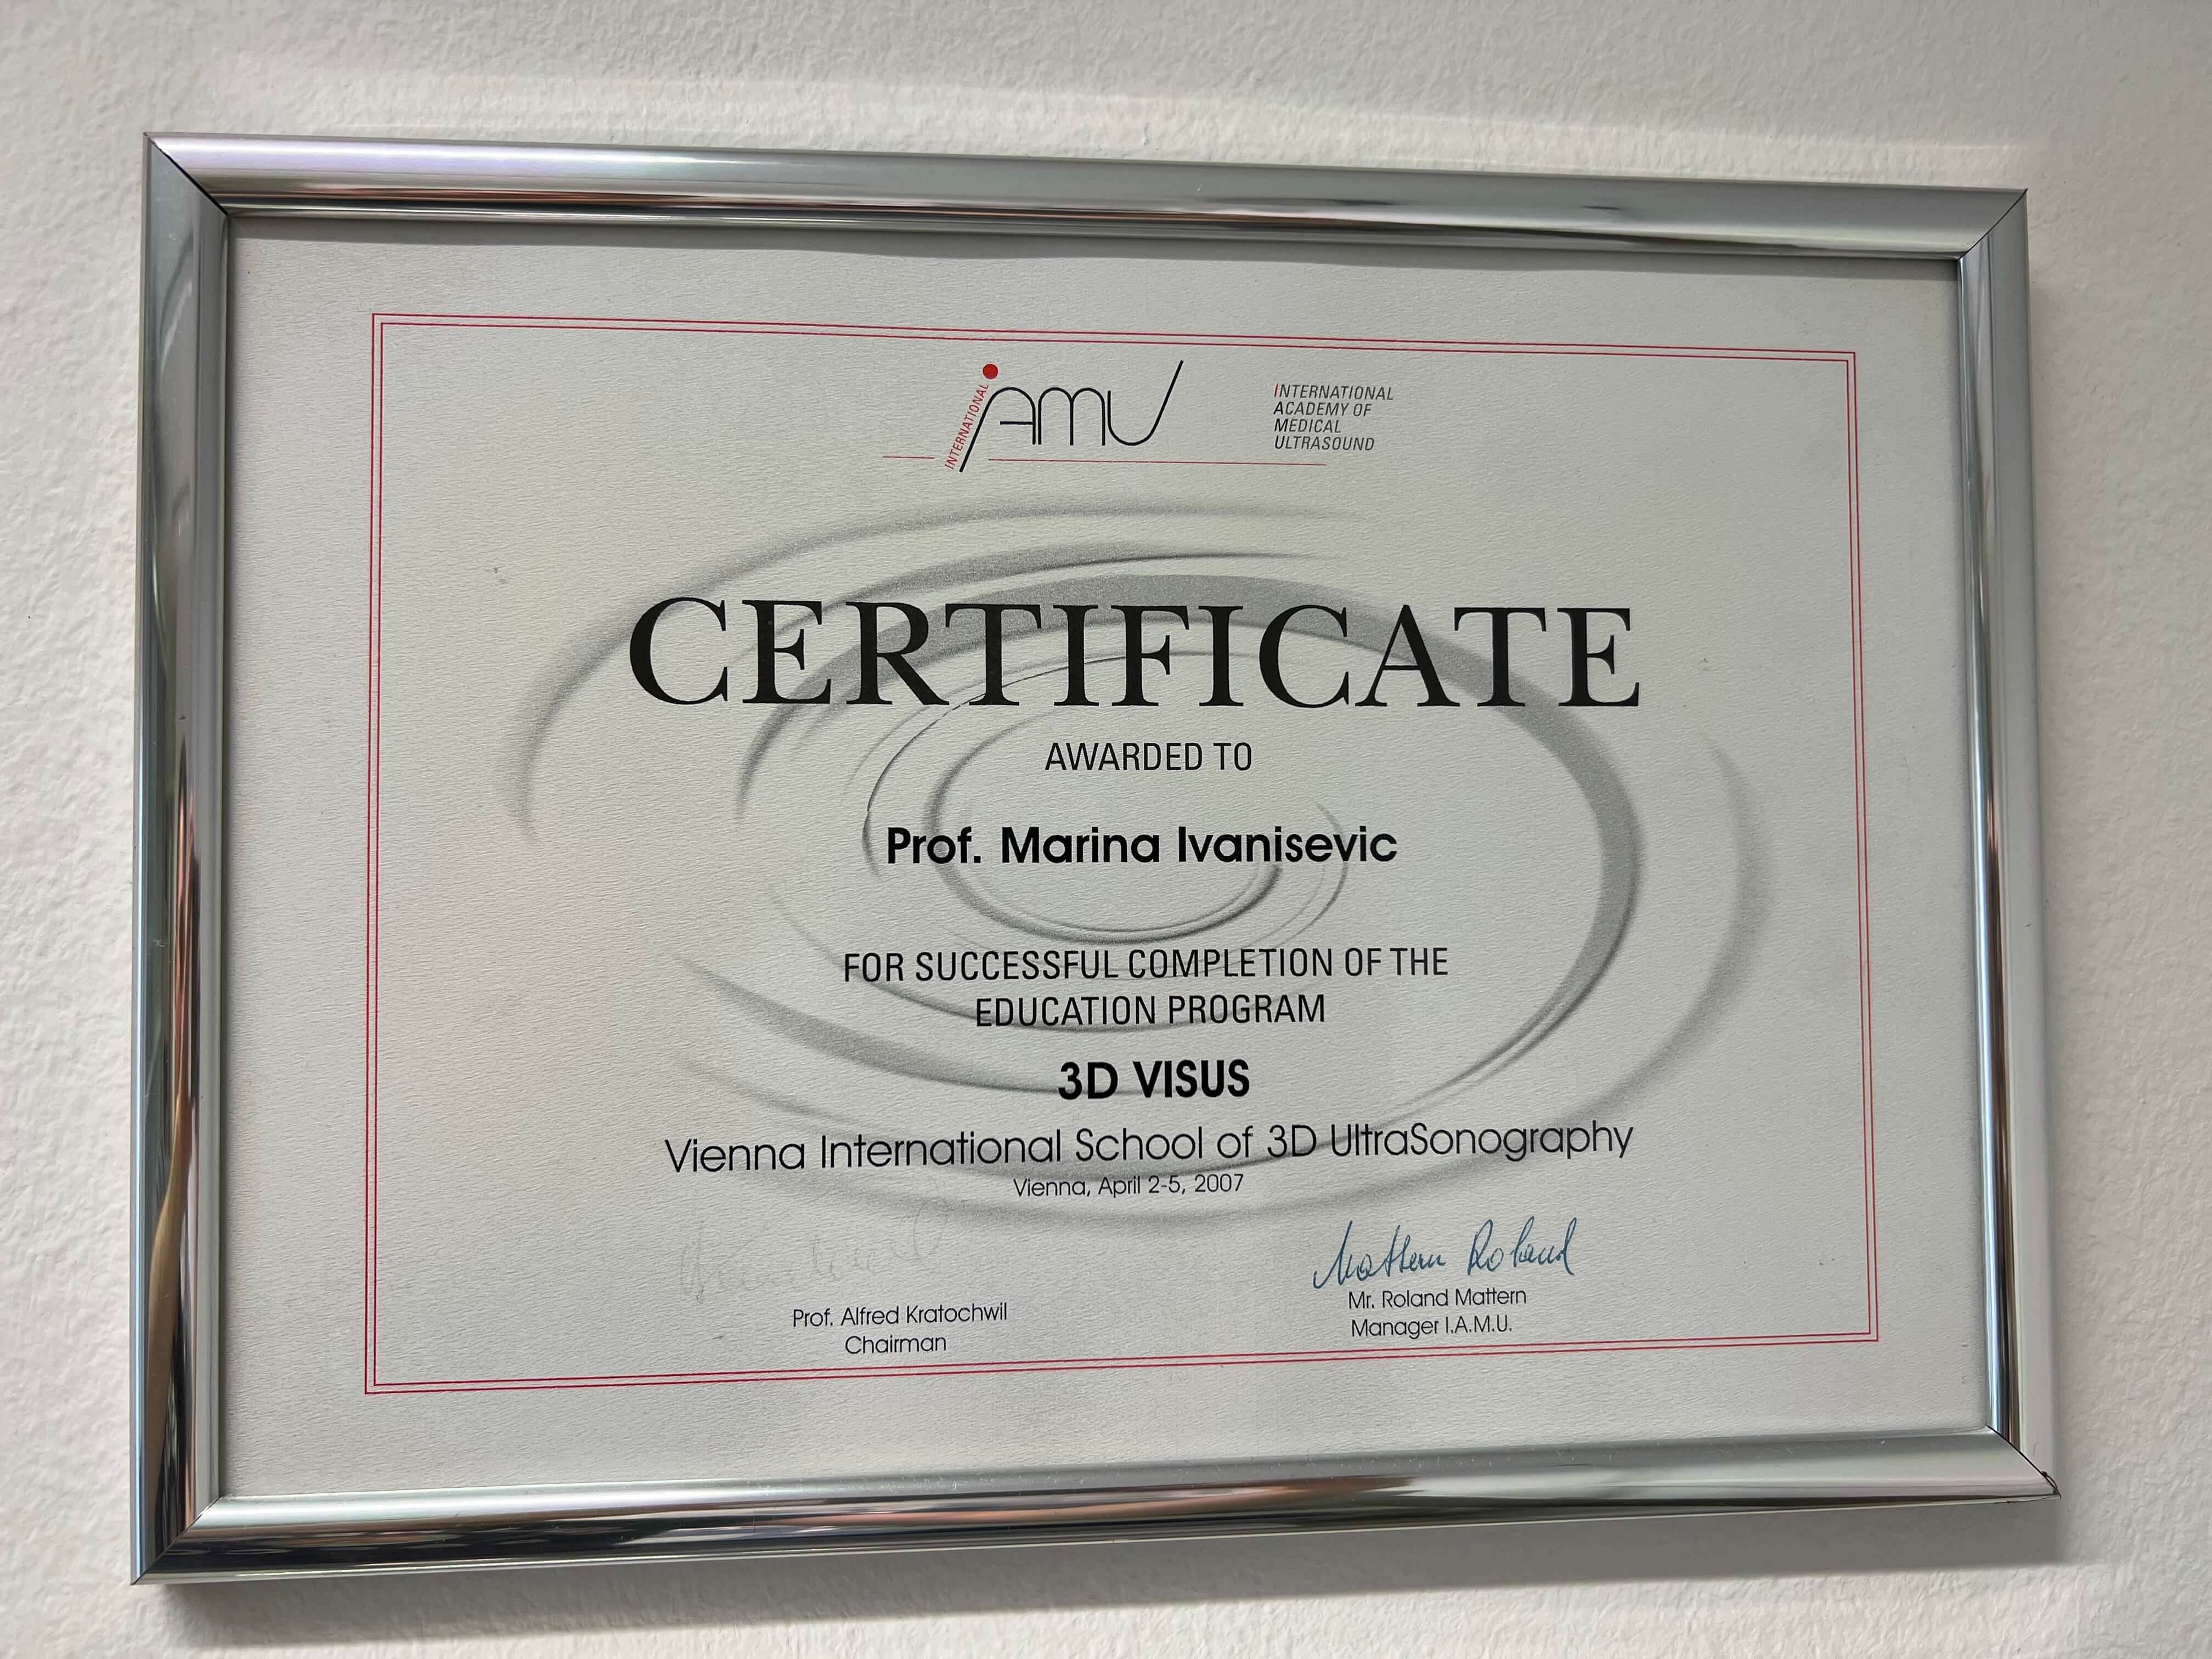 INTERNATIONAL
iAMU
INTERNATIONAL
ACADEMY OF
MEDICAL
ULTRASOUND
CERTIFICATE
AWARDED TO
Prof. Marina Ivanisevic
FOR SUCCESSFUL COMPLETION OF THE
EDUCATION PROGRAM
3D VISUS
Vienna International School of 3D UltraSonography
Vienna, April 2-5, 2007
Mattern Roland
Prof. Alfred Kratochwil
Chairman
Mr. Roland Mattern
Manager I.A.M.U.